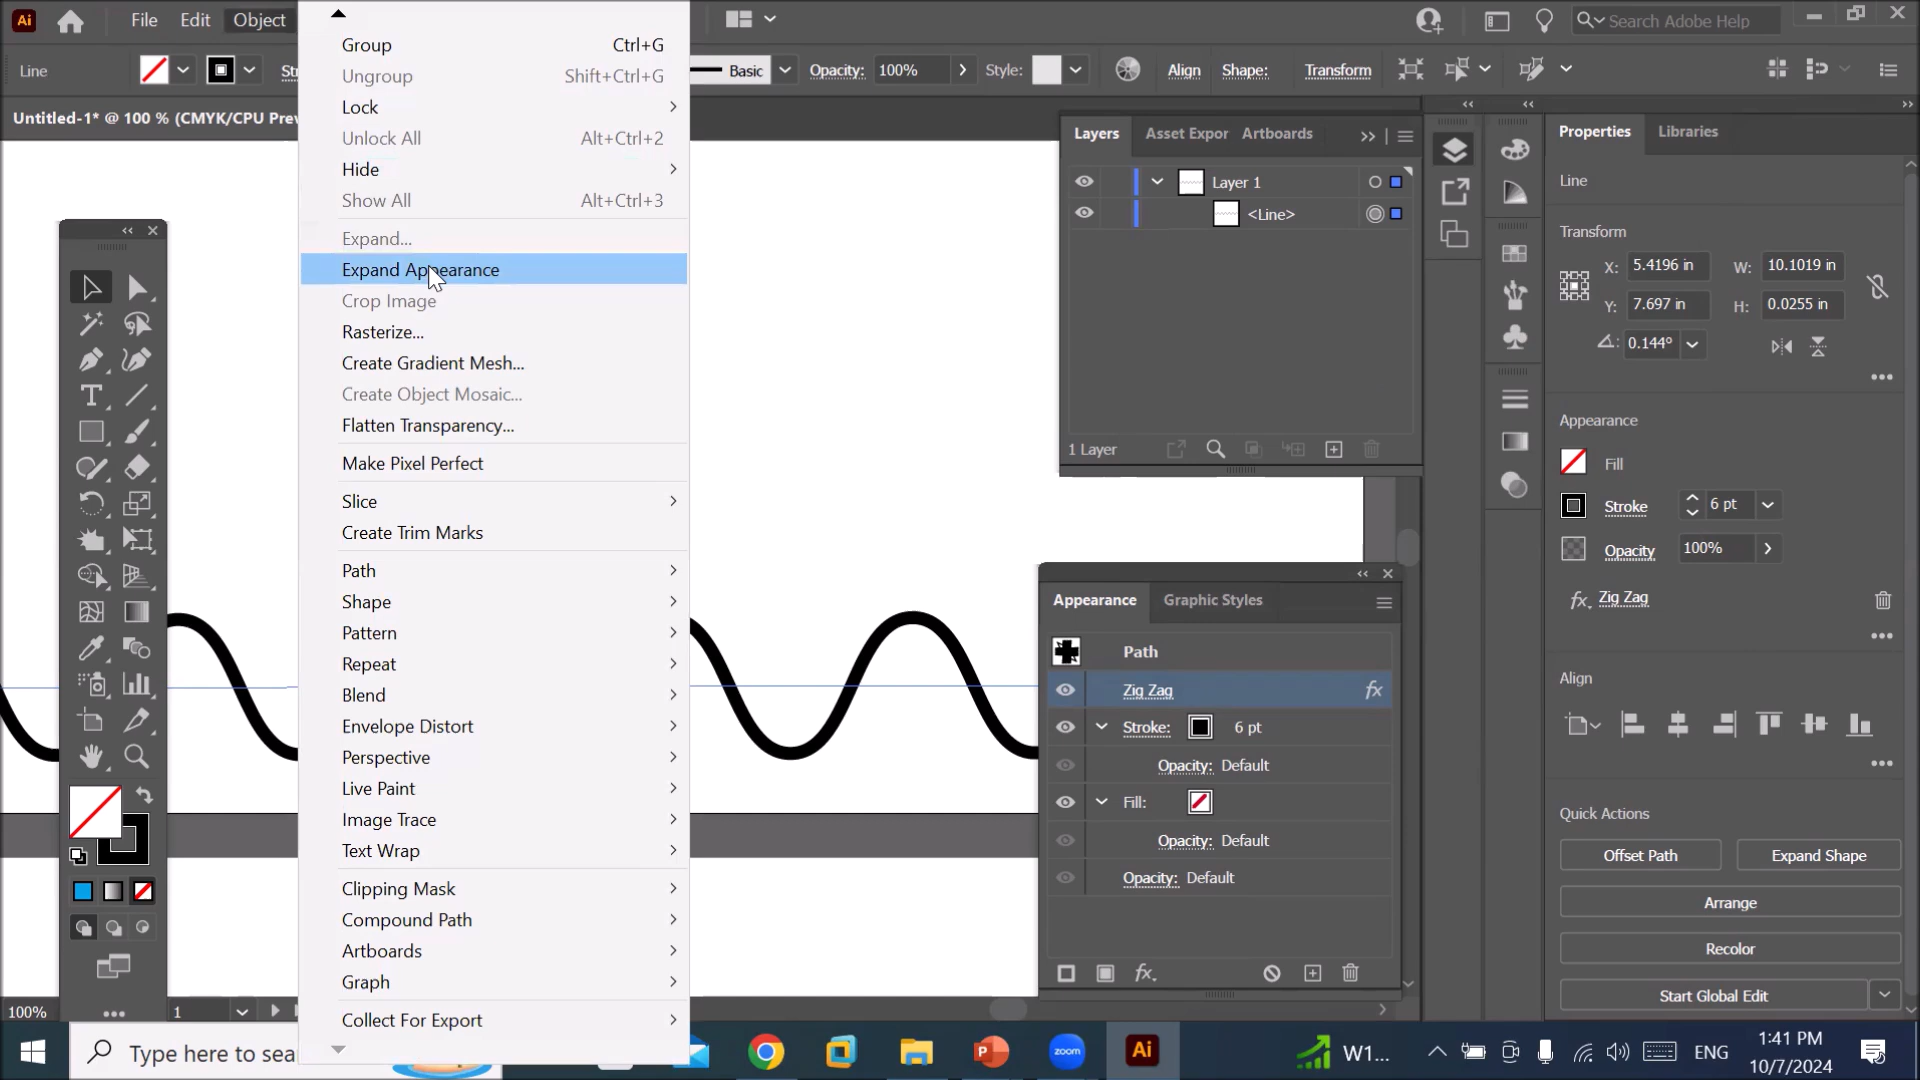 Ai
File
Edit
Object
Search Adobe Help
Line
Basic
Opacity:
100%
Style:
Align
Shape:
Transform
Untitled-1* @ 100 % (CMYK/CPU Prev
Group Ctrl+G
Ungroup Shift+Ctrl+G
Lock
Unlock All Alt+Ctrl+2
Hide
Show All Alt+Ctrl+3
Expand...
Expand Appearance
Crop Image
Rasterize...
Create Gradient Mesh...
Create Object Mosaic...
Flatten Transparency...
Make Pixel Perfect
Slice
Create Trim Marks
Path
Shape
Pattern
Repeat
Blend
Envelope Distort
Perspective
Live Paint
Image Trace
Text Wrap
Clipping Mask
Compound Path
Artboards
Graph
Collect For Export
Layers
Asset Expor
Artboards
Layer 1
<Line>
1 Layer
Appearance
Graphic Styles
Path
Zig Zag fx
Stroke: 6 pt
Opacity: Default
Fill:
Opacity: Default
Opacity: Default
fx.
Properties
Libraries
Line
Transform
X: 5.4196 in W: 10.1019 in
Y: 7.697 in H: 0.0255 in
0.144°
Appearance
Fill
Stroke 6 pt
Opacity 100%
fx. Zig Zag
Align
Quick Actions
Offset Path
Expand Shape
Arrange
Recolor
Start Global Edit
100%
1
Type here to sea
zoom
Ai
W1...
ENG
1:41 PM
10/7/2024